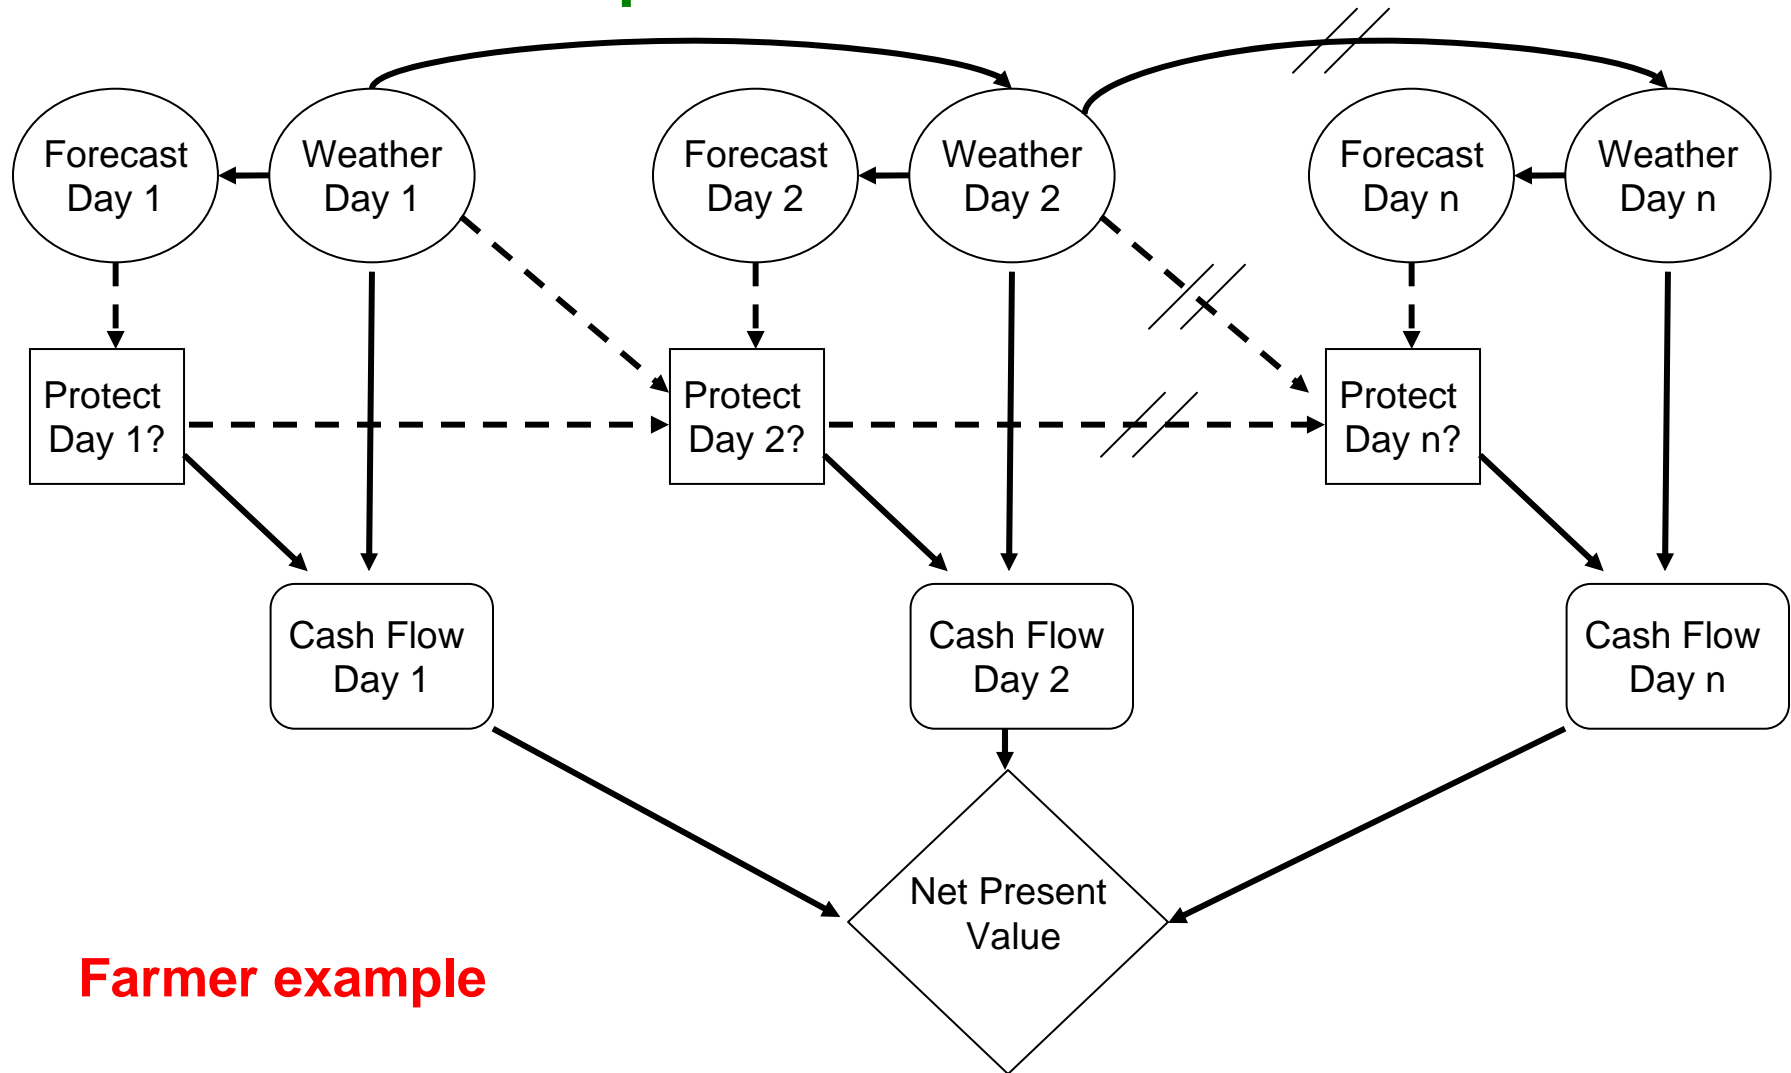 Forecast
Day 1
Weather
Day 1
Forecast
Day 2
Weather
Day 2
Forecast
Day n
Weather
Day n
Protect
Day 1?
Protect
Day 2?
Protect
Day n?
Cash Flow
Day 1
Cash Flow
Day 2
Cash Flow
Day n
Net Present
Value
Farmer example